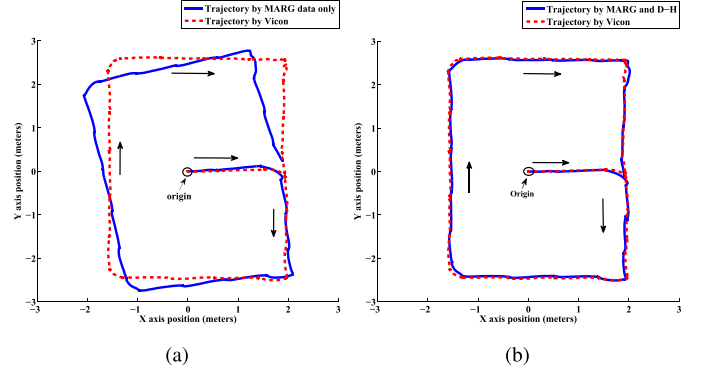 Trajectory by MARG data only
Trajectory by Vicon
3
2
1
0
−1
−2
−3
Y axis position (meters)
origin
−3 −2 −1 0 1 2 3
X axis position (meters)
(a)
Trajectory by MARG and D−H
Trajectory by Vicon
3
2
1
0
−1
−2
−3
Y axis position (meters)
Origin
−3 −2 −1 0 1 2 3
X axis position (meters)
(b)